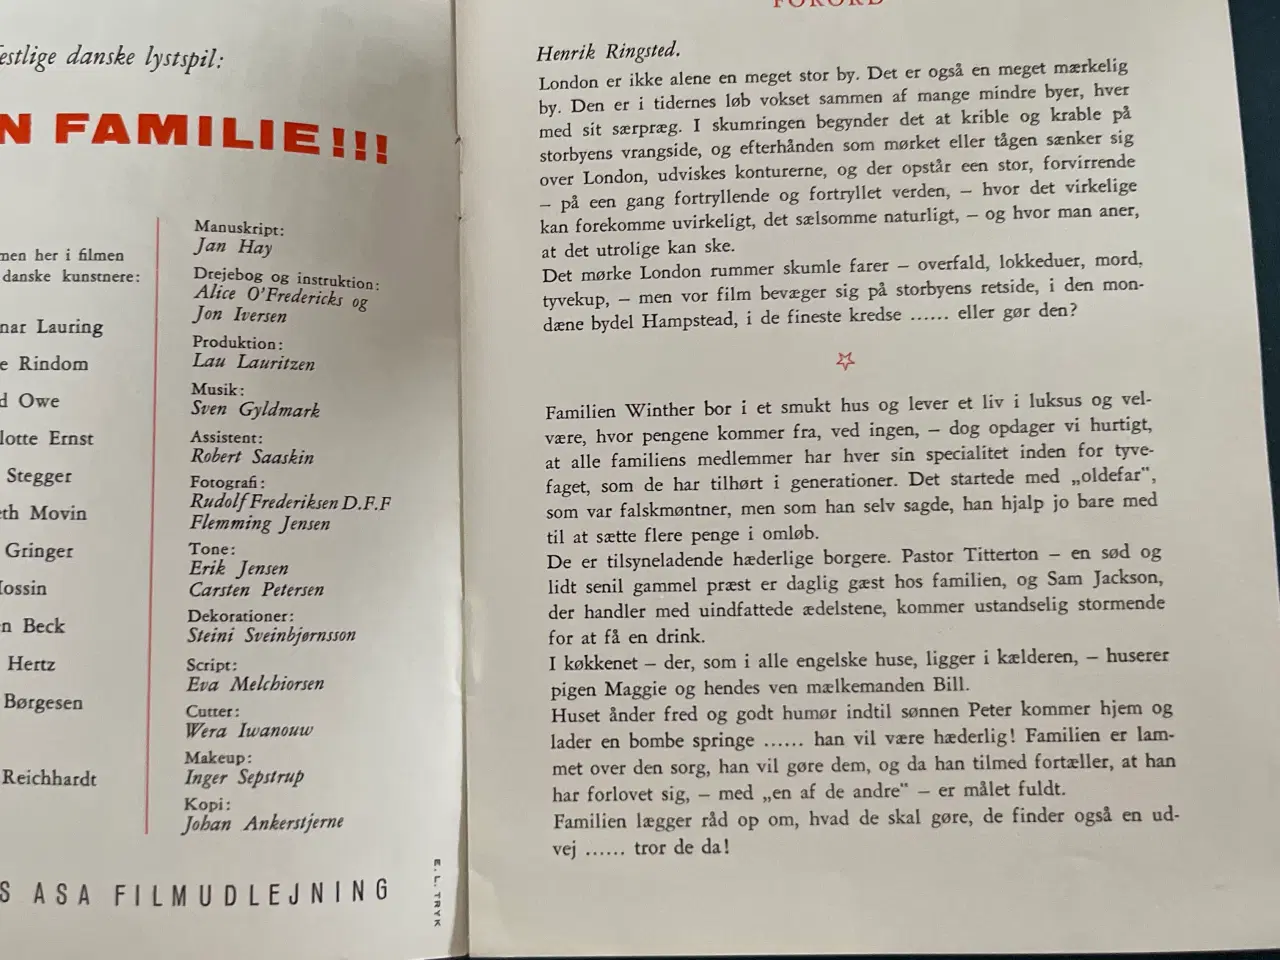 festlige danske lystspil:
N FAMILIE!!!
men her i filmen
danske kunstnere:
nar Lauring
e Rindom
d Owe
lotte Ernst
Stegger
eth Movin
Gringer
Mossin
n Beck
Hertz
Børgesen
Reichhardt
Manuskript:
Jan Hay
Drejebog og instruktion:
Alice O'Fredericks og
Jon Iversen
Produktion:
Lau Lauritzen
Musik:
Sven Gyldmark
Assistent:
Robert Saaskin
Fotografi:
Rudolf Frederiksen D.F.F
Flemming Jensen
Tone:
Erik Jensen
Carsten Petersen
Dekorationer:
Steini Sveinbjørnsson
Script:
Eva Melchiorsen
Cutter:
Wera Iwanouw
Makeup:
Inger Sepstrup
Kopi:
Johan Ankerstjerne
S ASA FILMUDLEJNING
E. L. TRYK
FORORD
Henrik Ringsted.
London er ikke alene en meget stor by. Det er også en meget mærkelig
by. Den er i tidernes løb vokset sammen af mange mindre byer, hver
med sit særpræg. I skumringen begynder det at krible og krable på
storbyens vrangside, og efterhånden som mørket eller tågen sænker sig
over London, udviskes konturerne, og der opstår een stor, forvirrende
– på een gang fortryllende og fortryllet verden, – hvor det virkelige
kan forekomme uvirkeligt, det sælsomme naturligt, – og hvor man aner,
at det utrolige kan ske.
Det mørke London rummer skumle farer – overfald, lokkeduer, mord,
tyvekup, – men vor film bevæger sig på storbyens retside, i den mon-
dæne bydel Hampstead, i de fineste kredse ...... eller gør den?
Familien Winther bor i et smukt hus og lever et liv i luksus og vel-
være, hvor pengene kommer fra, ved ingen, – dog opdager vi hurtigt,
at alle familiens medlemmer har hver sin specialitet inden for tyve-
faget, som de har tilhørt i generationer. Det startede med „oldefar",
som var falskmøntner, men som han selv sagde, han hjalp jo bare med
til at sætte flere penge i omløb.
De er tilsyneladende hæderlige borgere. Pastor Titterton – en sød og
lidt senil gammel præst er daglig gæst hos familien, og Sam Jackson,
der handler med uindfattede ædelstene, kommer ustandselig stormende
for at få en drink.
I køkkenet – der, som i alle engelske huse, ligger i kælderen, – huserer
pigen Maggie og hendes ven mælkemanden Bill.
Huset ånder fred og godt humør indtil sønnen Peter kommer hjem og
lader en bombe springe ...... han vil være hæderlig! Familien er lam-
met over den sorg, han vil gøre dem, og da han tilmed fortæller, at han
har forlovet sig, – med „en af de andre" – er målet fuldt.
Familien lægger råd op om, hvad de skal gøre, de finder også en ud-
vej ...... tror de da!